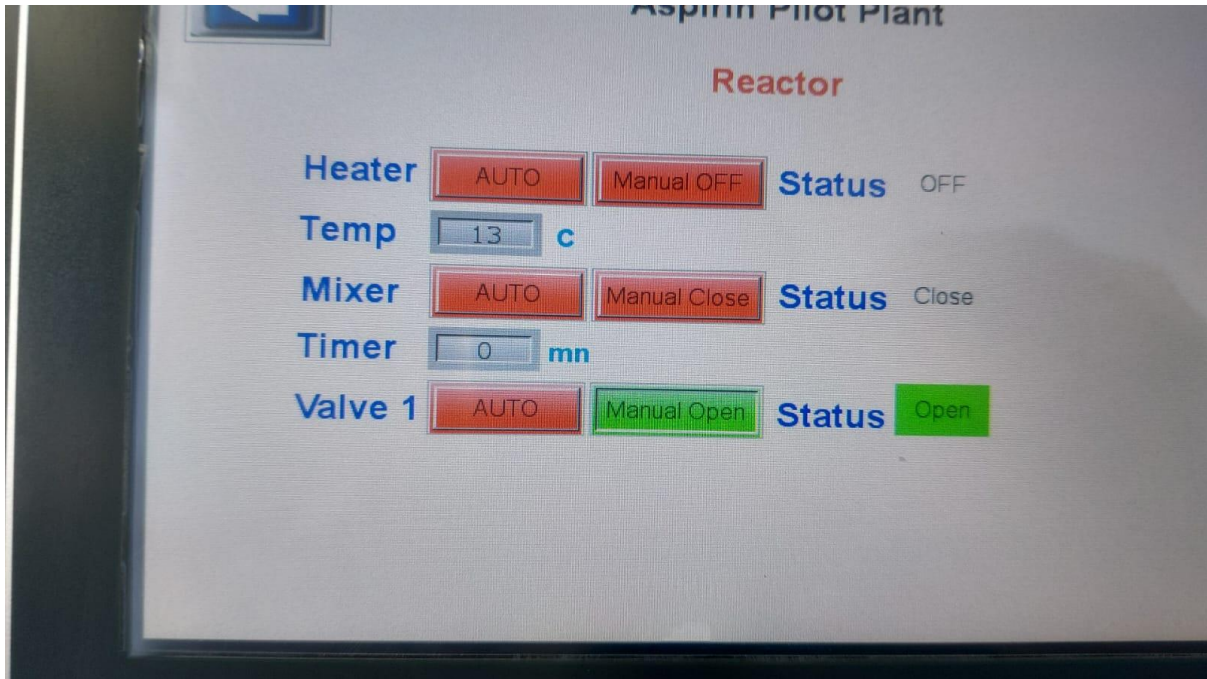 Aspirin Pilot Plant
Reactor
Heater AUTO Manual OFF Status OFF
Temp 13 c
Mixer AUTO Manual Close Status Close
Timer 0 mn
Valve 1 AUTO Manual Open Status Open